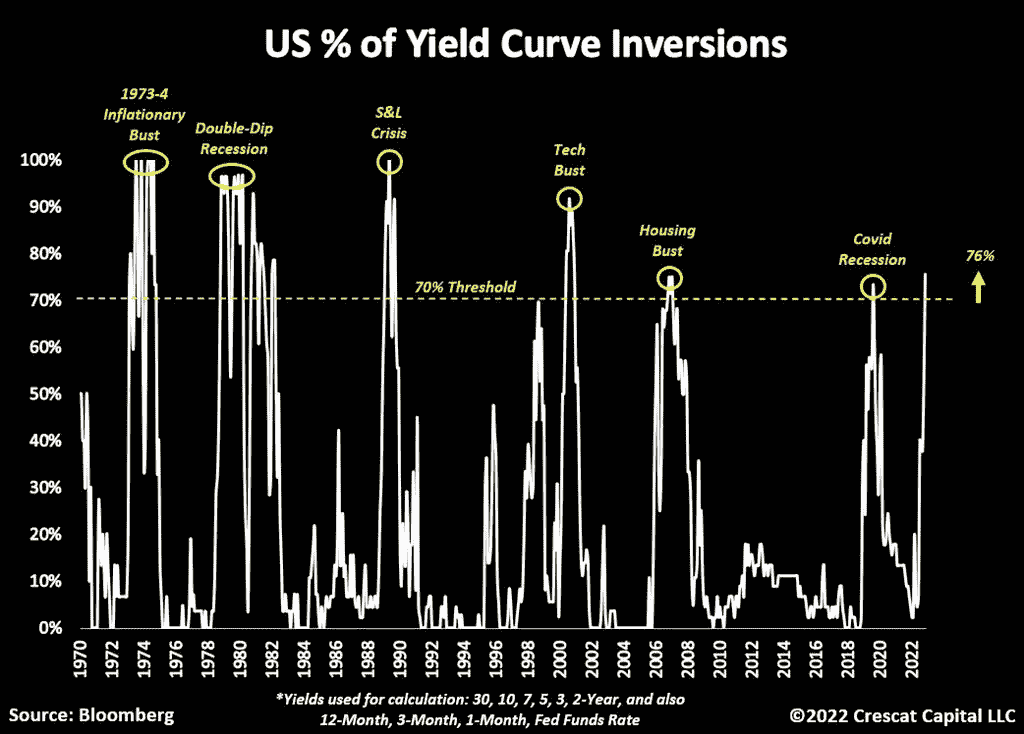 US % of Yield Curve Inversions
1973-4
Inflationary
Bust
Double-Dip
Recession
S&L
Crisis
Tech
Bust
Housing
Bust
Covid
Recession
76%
70% Threshold
100%
90%
80%
70%
60%
50%
40%
30%
20%
10%
0%
1970
1972
1974
1976
1978
1980
1982
1984
1986
1988
1990
1992
1994
1996
1998
2000
2002
2004
2006
2008
2010
2012
2014
2016
2018
2020
2022
*Yields used for calculation: 30, 10, 7, 5, 3, 2-Year, and also
12-Month, 3-Month, 1-Month, Fed Funds Rate
Source: Bloomberg
©2022 Crescat Capital LLC